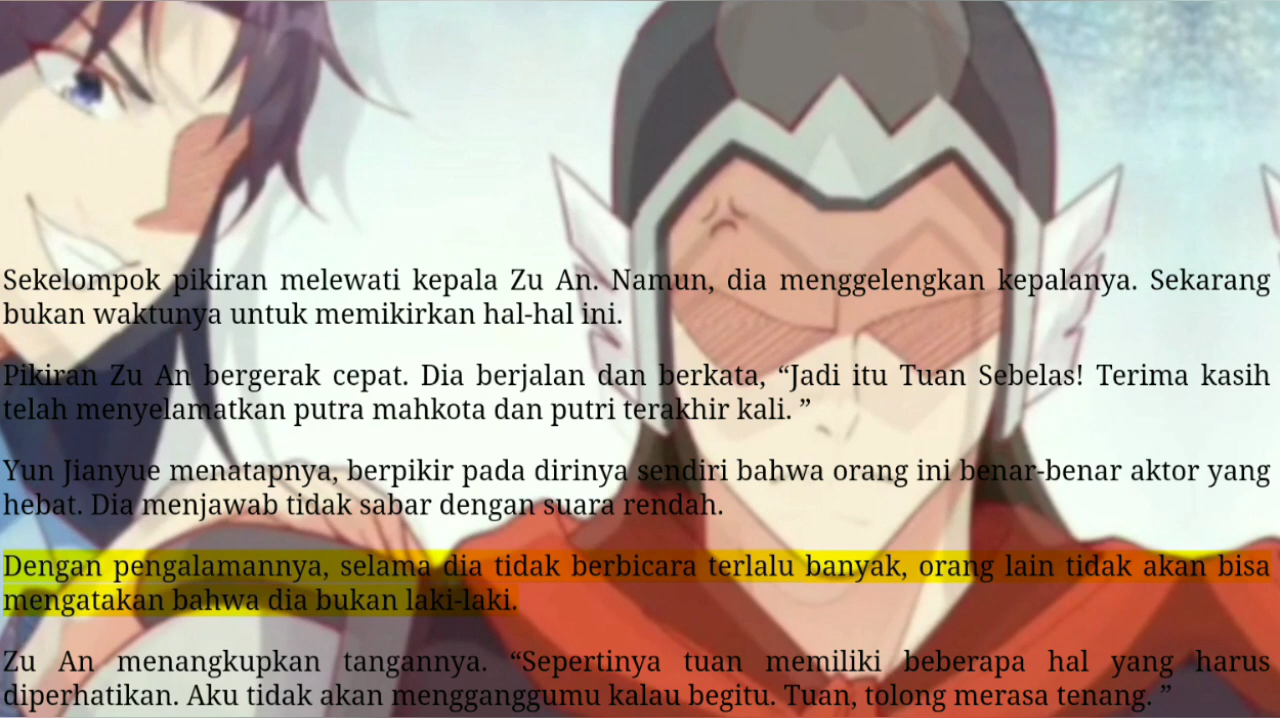 Sekelompok pikiran melewati kepala Zu An. Namun, dia menggelengkan kepalanya. Sekarang
bukan waktunya untuk memikirkan hal-hal ini.
Pikiran Zu An bergerak cepat. Dia berjalan dan berkata, “Jadi itu Tuan Sebelas! Terima kasih
telah menyelamatkan putra mahkota dan putri terakhir kali. ”
Yun Jianyue menatapnya, berpikir pada dirinya sendiri bahwa orang ini benar-benar aktor yang
hebat. Dia menjawab tidak sabar dengan suara rendah.
Dengan pengalamannya, selama dia tidak berbicara terlalu banyak, orang lain tidak akan bisa
mengatakan bahwa dia bukan laki-laki.
Zu An menangkupkan tangannya. “Sepertinya tuan memiliki beberapa hal yang harus
diperhatikan. Aku tidak akan mengganggumu kalau begitu. Tuan, tolong merasa tenang. ”